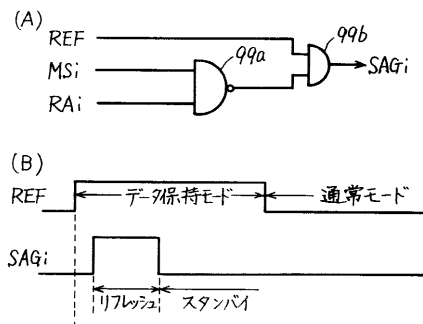 (A)
REF
MSi
RAi
99a
99b
SAGi
(B)
REF
データ保持モード
通常モード
SAGi
リフレッシュ
スタンバイ